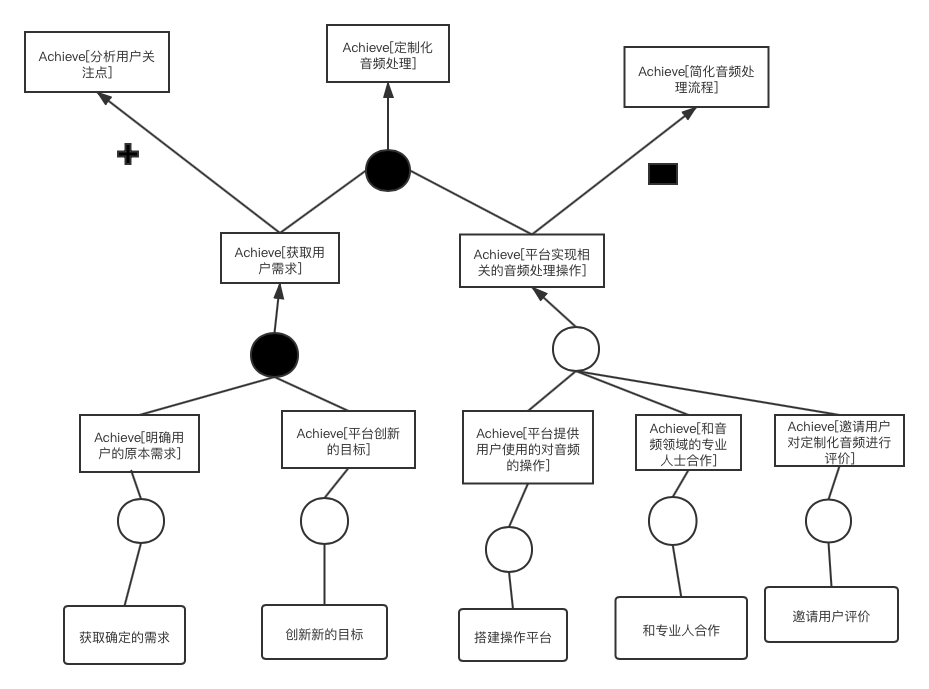 Achieve[分析用户关
注点]
Achieve[定制化
音频处理]
Achieve[简化音频处
理流程]
Achieve[获取用
户需求]
Achieve[平台实现相
关的音频处理操作]
Achieve[明确用
户的原本需求]
Achieve[平台创新
的目标]
Achieve[平台提供
用户使用的对音频
的操作]
Achieve[和音
频领域的专业
人士合作]
Achieve[邀请用户
对定制化音频进行
评价]
获取确定的需求
创新新的目标
搭建操作平台
和专业人合作
邀请用户评价